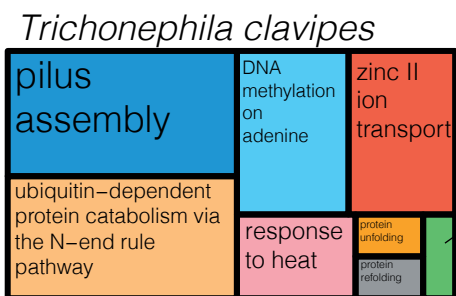 Trichonephila clavipes
pilus
assembly
DNA
methylation
on
adenine
zinc II
ion
transport
ubiquitin−dependent
protein catabolism via
the N−end rule
pathway
response
to heat
protein
unfolding
protein
refolding